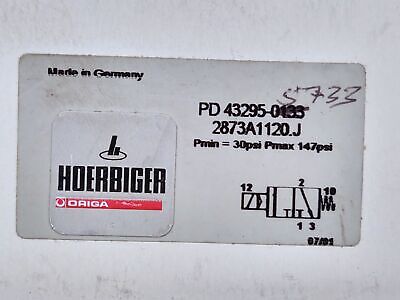 Made in Germany
5733
PD 43295-0133
2873A1120.J
Pmin = 30psi Pmax 147psi
HOERBIGER
ORIGA
12 2 10
1 3
07/01